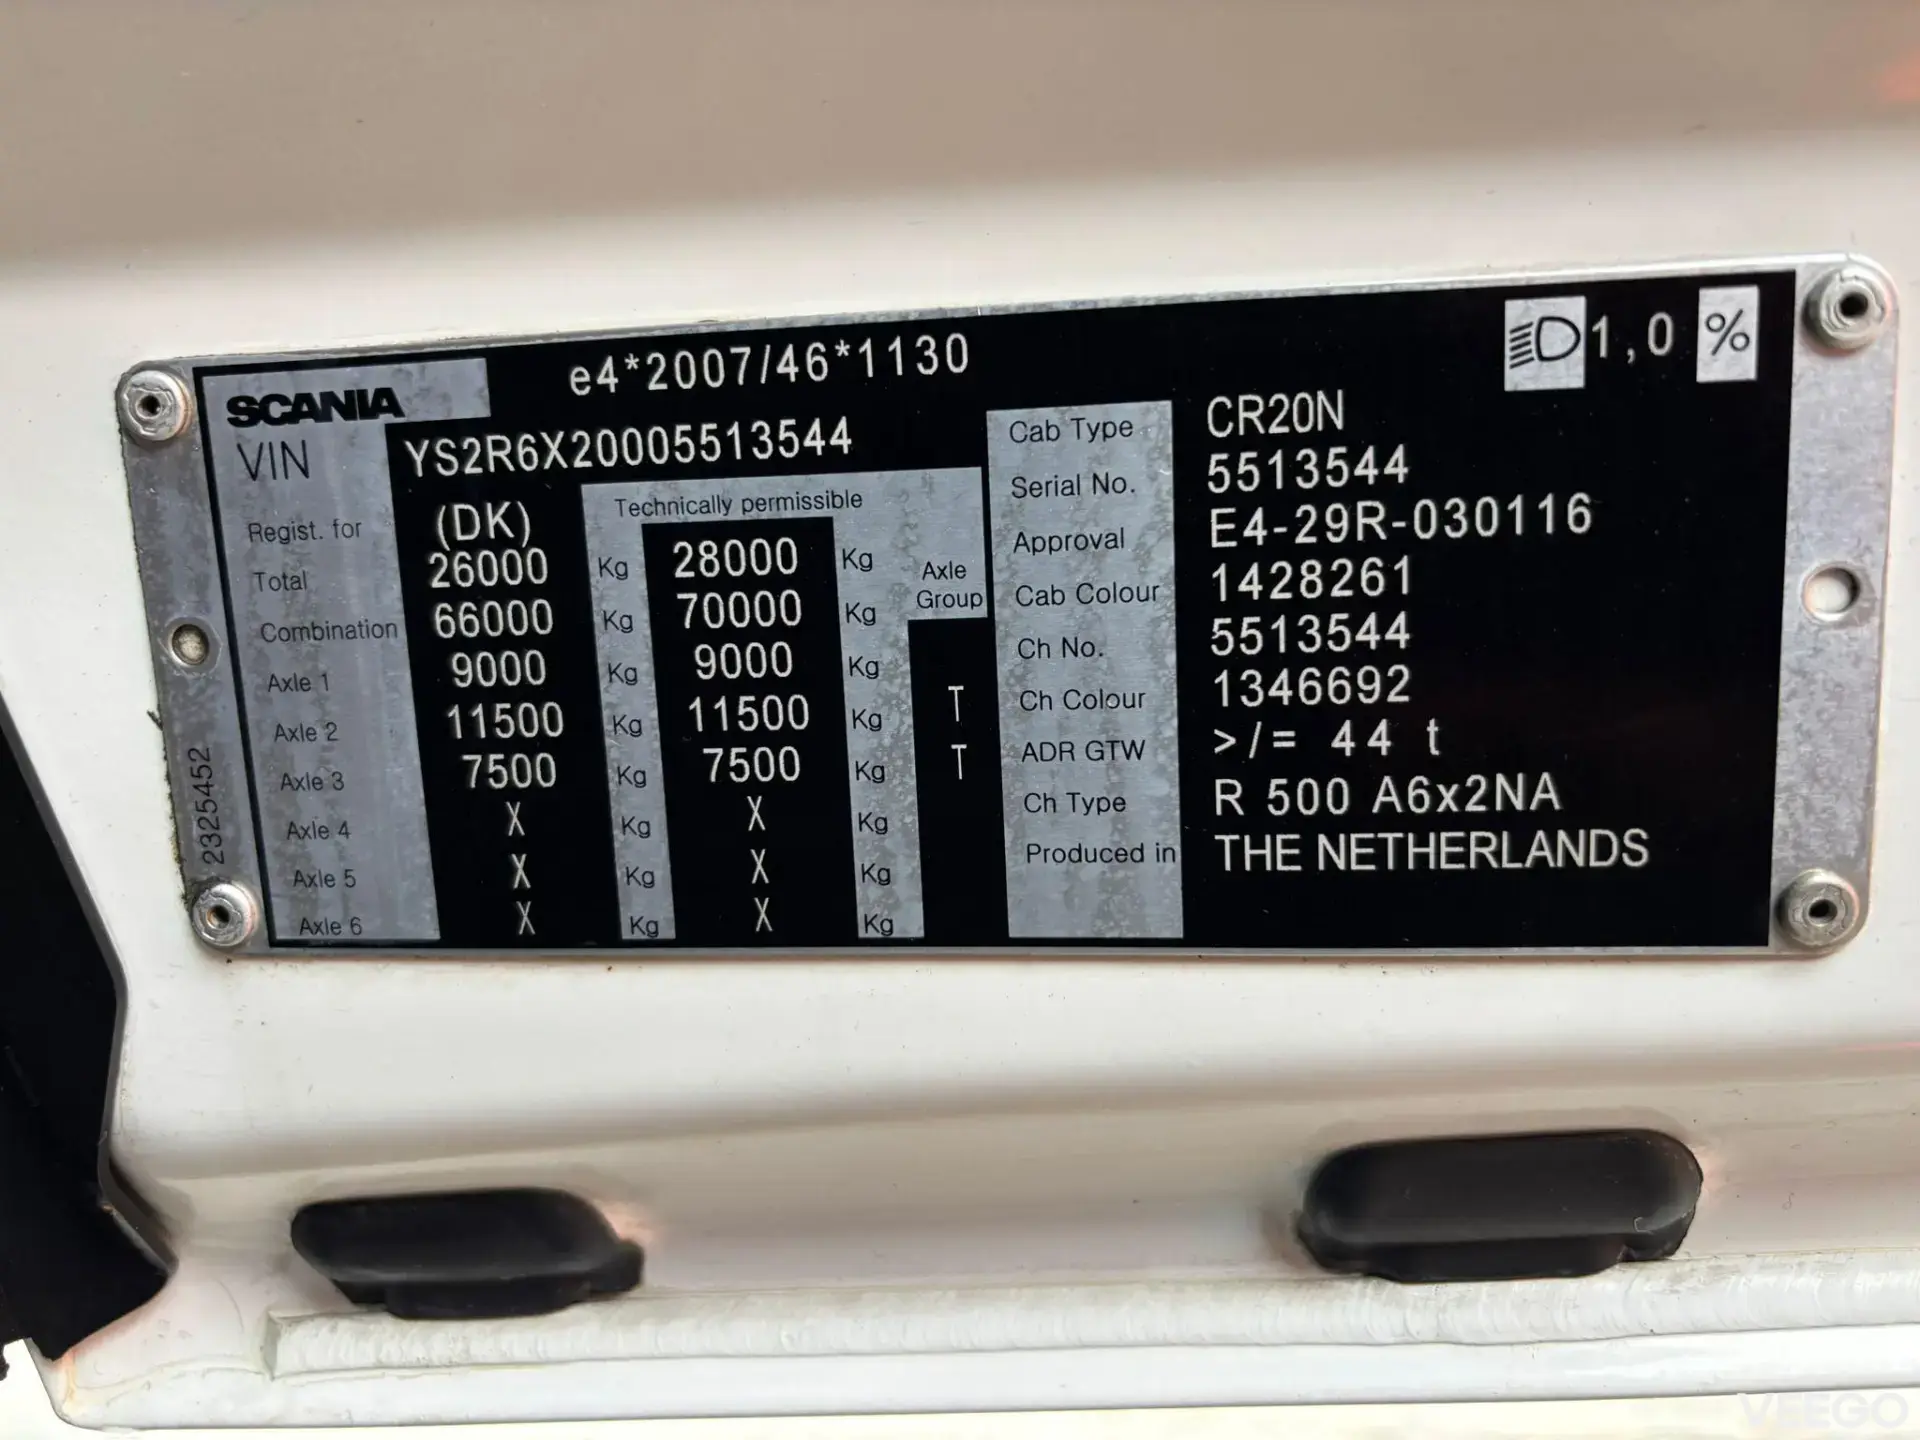 SCANIA e4*2007/46*1130 1,0 %
VIN YS2R6X20005513544
Technically permissible
Regist. for (DK)
Total 26000 Kg 28000 Kg Axle Group
Combination 66000 Kg 70000 Kg
Axle 1 9000 Kg 9000 Kg
Axle 2 11500 Kg 11500 Kg T
Axle 3 7500 Kg 7500 Kg T
Axle 4 X Kg X Kg
Axle 5 X Kg X Kg
Axle 6 X Kg X Kg
Cab Type CR20N
Serial No. 5513544
Approval E4-29R-030116
Cab Colour 1428261
Ch No. 5513544
Ch Colour 1346692
ADR GTW >/= 44 t
Ch Type R 500 A6x2NA
Produced in THE NETHERLANDS
2325452
VEEGO